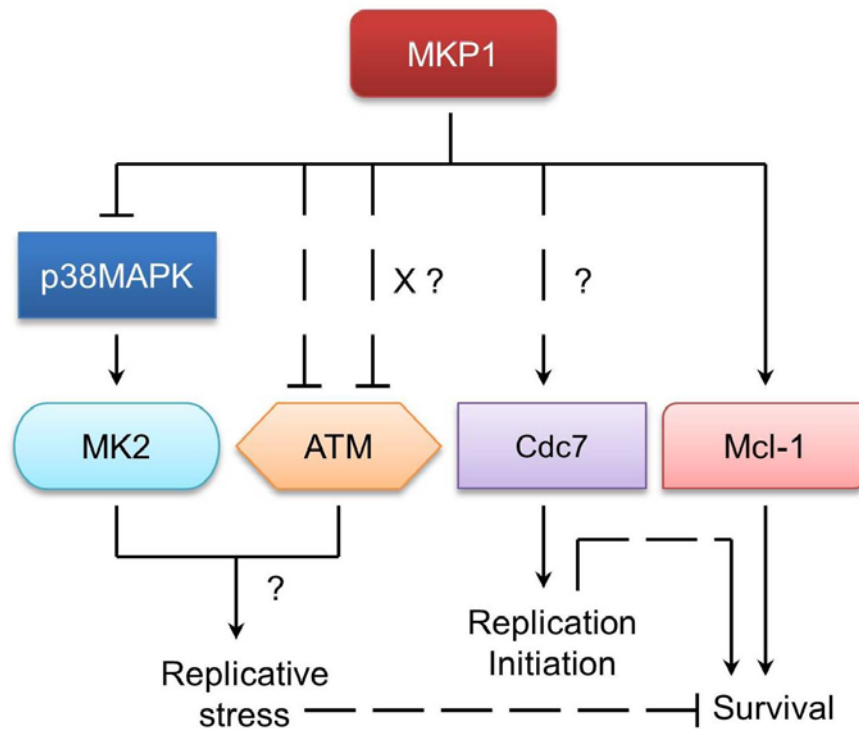 MKP1
p38MAPK
X ?
?
MK2
ATM
Cdc7
Mcl-1
?
Replication
Initiation
Replicative
stress
Survival